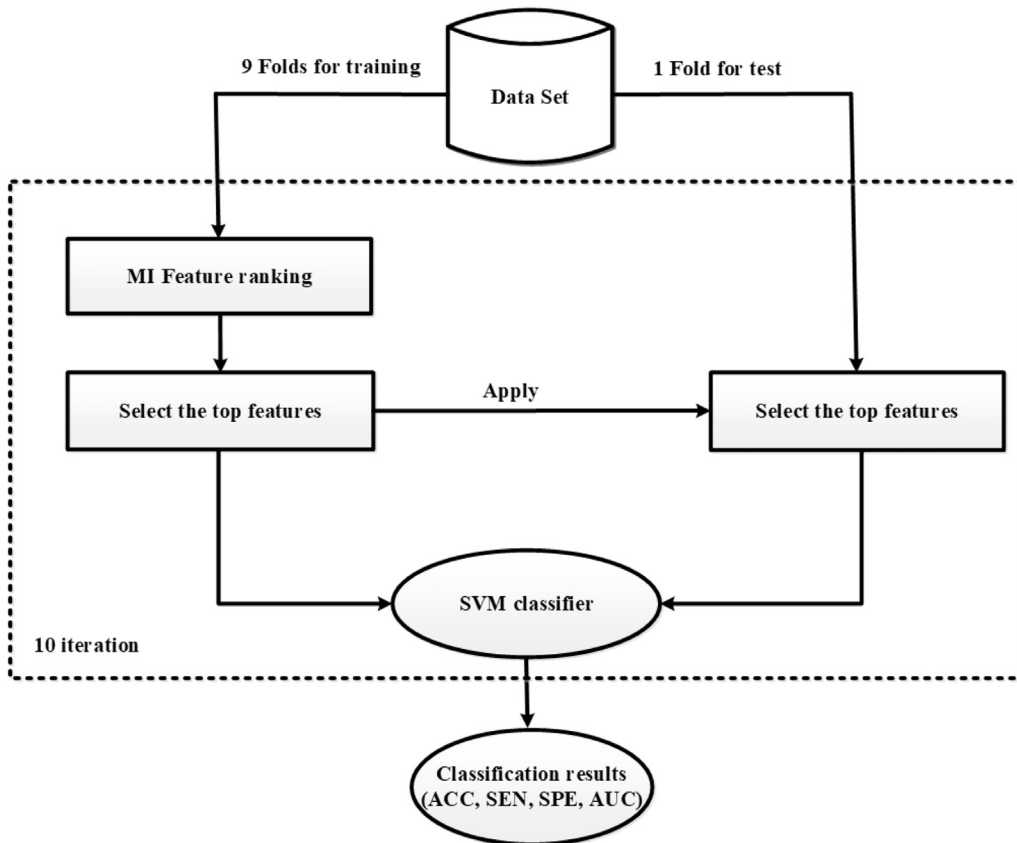 9 Folds for training
1 Fold for test
Data Set
MI Feature ranking
Select the top features
Apply
Select the top features
SVM classifier
10 iteration
Classification results
(ACC, SEN, SPE, AUC)